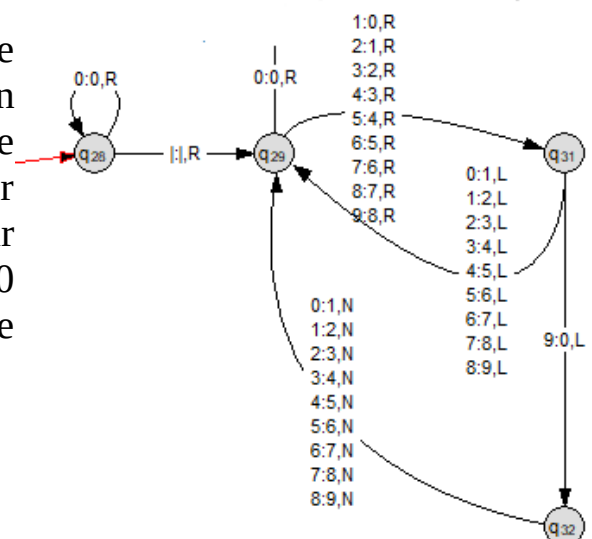 e
n
e
r
r
0
e
0:0,R
q28
|:|,R
0:0,R
q29
1:0,R
2:1,R
3:2,R
4:3,R
5:4,R
6:5,R
7:6,R
8:7,R
9:8,R
q31
0:1,L
1:2,L
2:3,L
3:4,L
4:5,L
5:6,L
6:7,L
7:8,L
8:9,L
9:0,L
0:1,N
1:2,N
2:3,N
3:4,N
4:5,N
5:6,N
6:7,N
7:8,N
8:9,N
q32